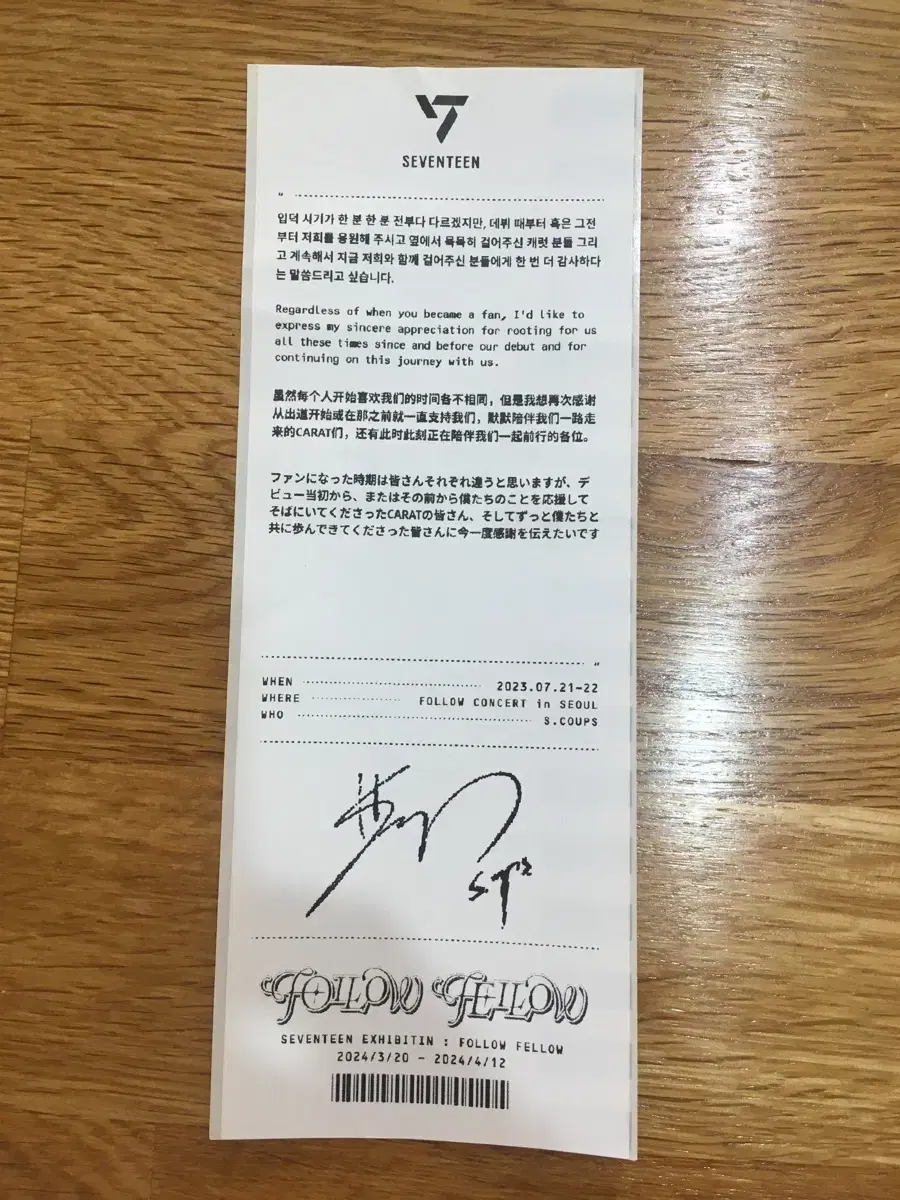 SEVENTEEN
“
입덕 시기가 한 분 한 분 전부다 다르겠지만, 데뷔 때부터 혹은 그전
부터 저희를 응원해 주시고 옆에서 묵묵히 걸어주신 캐럿 분들 그리
고 계속해서 지금 저희와 함께 걸어주신 분들에게 한 번 더 감사하다
는 말씀드리고 싶습니다.
Regardless of when you became a fan, I'd like to
express my sincere appreciation for rooting for us
all these times since and before our debut and for
continuing on this journey with us.
虽然每个人开始喜欢我们的时间各不相同，但是我想再次感谢
从出道开始或在那之前就一直支持我们，默默陪伴我们一路走
来的CARAT们，还有此时此刻正在陪伴我们一起前行的各位。
ファンになった時期は皆さんそれぞれ違うと思いますが、デ
ビュー当初から、またはその前から僕たちのことを応援して
そばにいてくださったCARATの皆さん、そしてずっと僕たちと
共に歩んできてくださった皆さんに今一度感謝を伝えたいです
”
WHEN 2023.07.21-22
WHERE FOLLOW CONCERT in SEOUL
WHO S.COUPS
FOLLOW FELLOW
SEVENTEEN EXHIBITIN : FOLLOW FELLOW
2024/3/20 - 2024/4/12